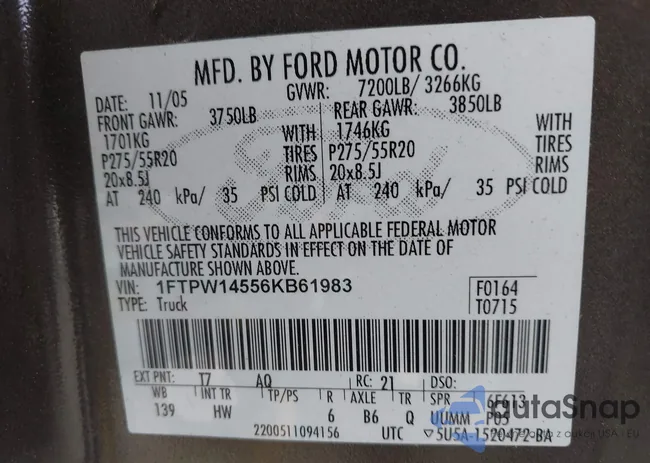 MFD. BY FORD MOTOR CO.
DATE: 11/05 GVWR: 7200LB/ 3266KG
FRONT GAWR: 3750LB REAR GAWR: 3850LB
1701KG WITH 1746KG WITH
P275/55R20 TIRES P275/55R20 TIRES
20x8.5J RIMS 20x8.5J RIMS
AT 240 kPa/ 35 PSI COLD AT 240 kPa/ 35 PSI COLD
Ford
THIS VEHICLE CONFORMS TO ALL APPLICABLE FEDERAL MOTOR
VEHICLE SAFETY STANDARDS IN EFFECT ON THE DATE OF
MANUFACTURE SHOWN ABOVE.
VIN: 1FTPW14556KB61983 F0164
TYPE: Truck T0715
EXT PNT: T7 AQ RC: 21 DSO:
WB INT TR TP/PS R AXLE TR SPR 6F613
139 HW 6 B6 Q UUMM P05
2200511094156 UTC ▽5U5A-1520472-BA
autaSnap